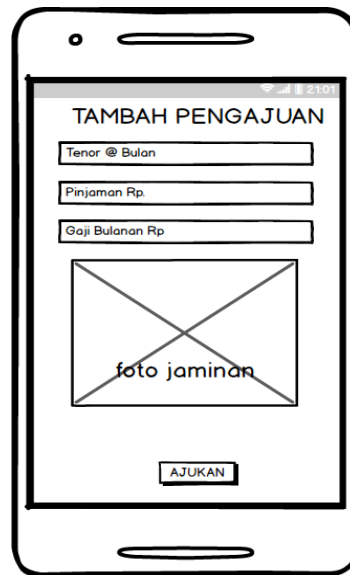 21:01
TAMBAH PENGAJUAN
Tenor @ Bulan
Pinjaman Rp.
Gaji Bulanan Rp
foto jaminan
AJUKAN